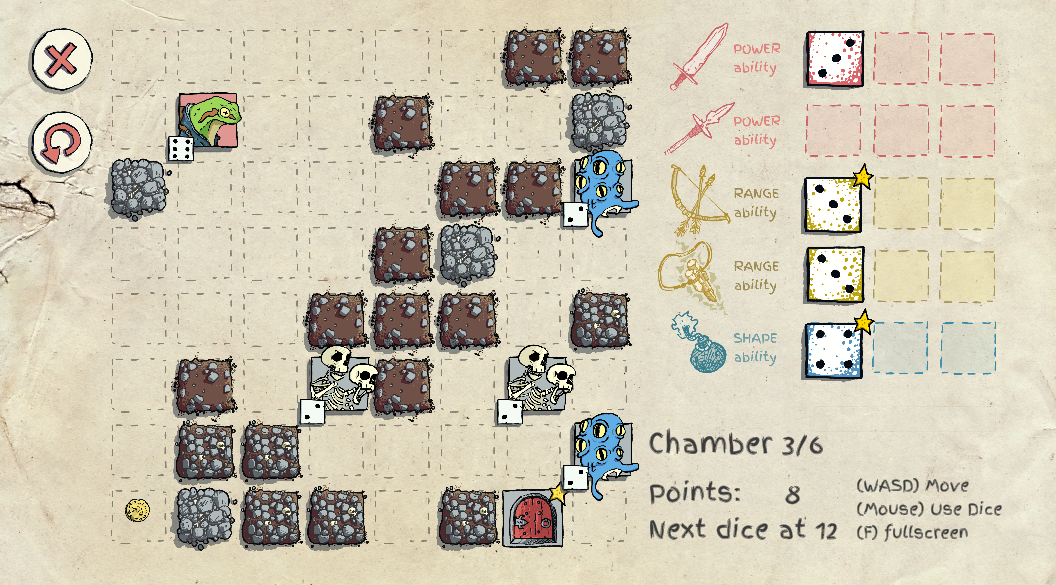 POWER
ability
POWER
ability
RANGE
ability
RANGE
ability
SHAPE
ability
Chamber 3/6
Points: 8
Next dice at 12
(WASD) Move
(Mouse) Use Dice
(F) fullscreen